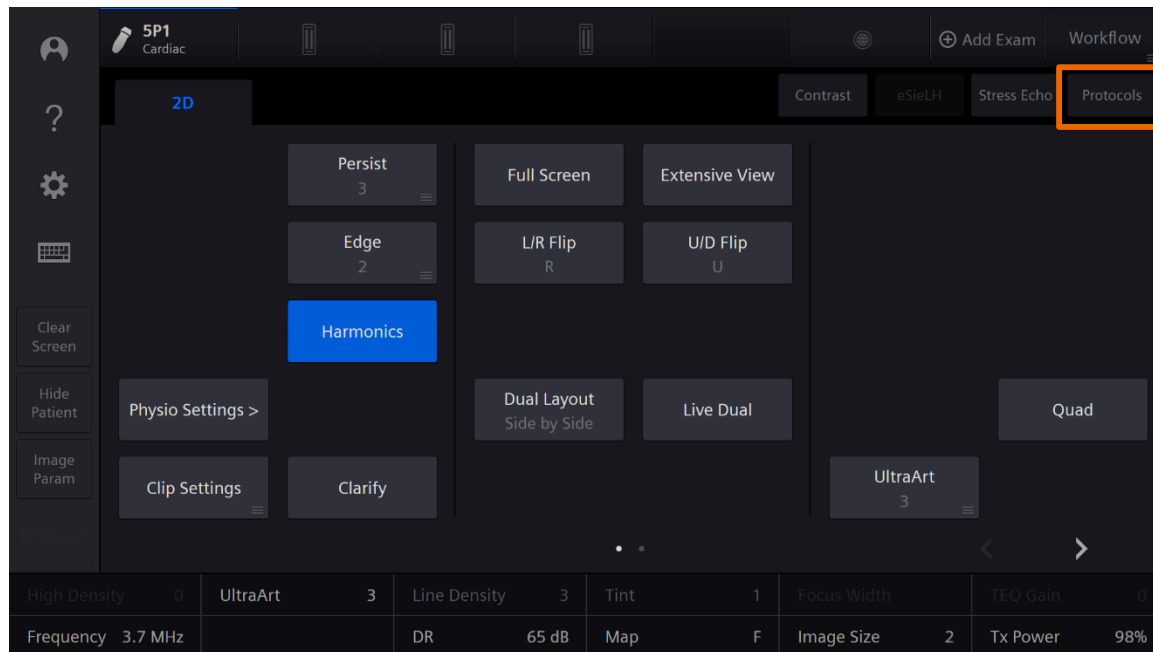 5P1
Cardiac
Add Exam
Workflow
2D
Contrast
eSieLH
Stress Echo
Protocols
?
Persist
3
Full Screen
Extensive View
Edge
2
L/R Flip
R
U/D Flip
U
Clear
Screen
Harmonics
Hide
Patient
Physio Settings >
Dual Layout
Side by Side
Live Dual
Quad
Image
Param
Clip Settings
Clarify
UltraArt
3
End Exam
High Density 0
UltraArt 3
Line Density 3
Tint 1
Focus Width
TEQ Gain 0
Frequency 3.7 MHz
DR 65 dB
Map F
Image Size 2
Tx Power 98%